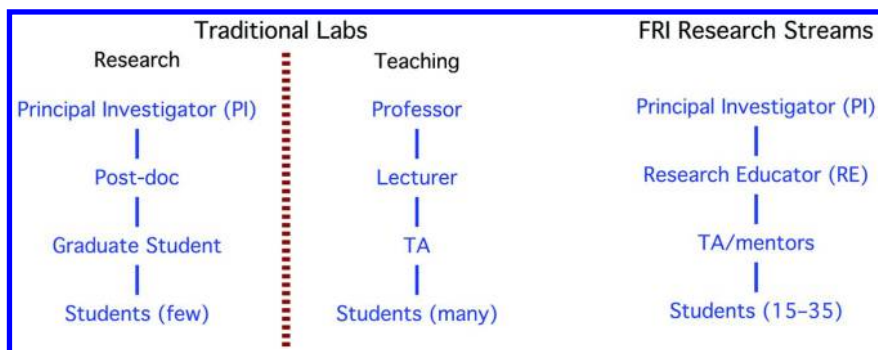 Traditional Labs FRI Research Streams
Research Teaching
Principal Investigator (PI) Professor Principal Investigator (PI)
Post-doc Lecturer Research Educator (RE)
Graduate Student TA TA/mentors
Students (few) Students (many) Students (15–35)